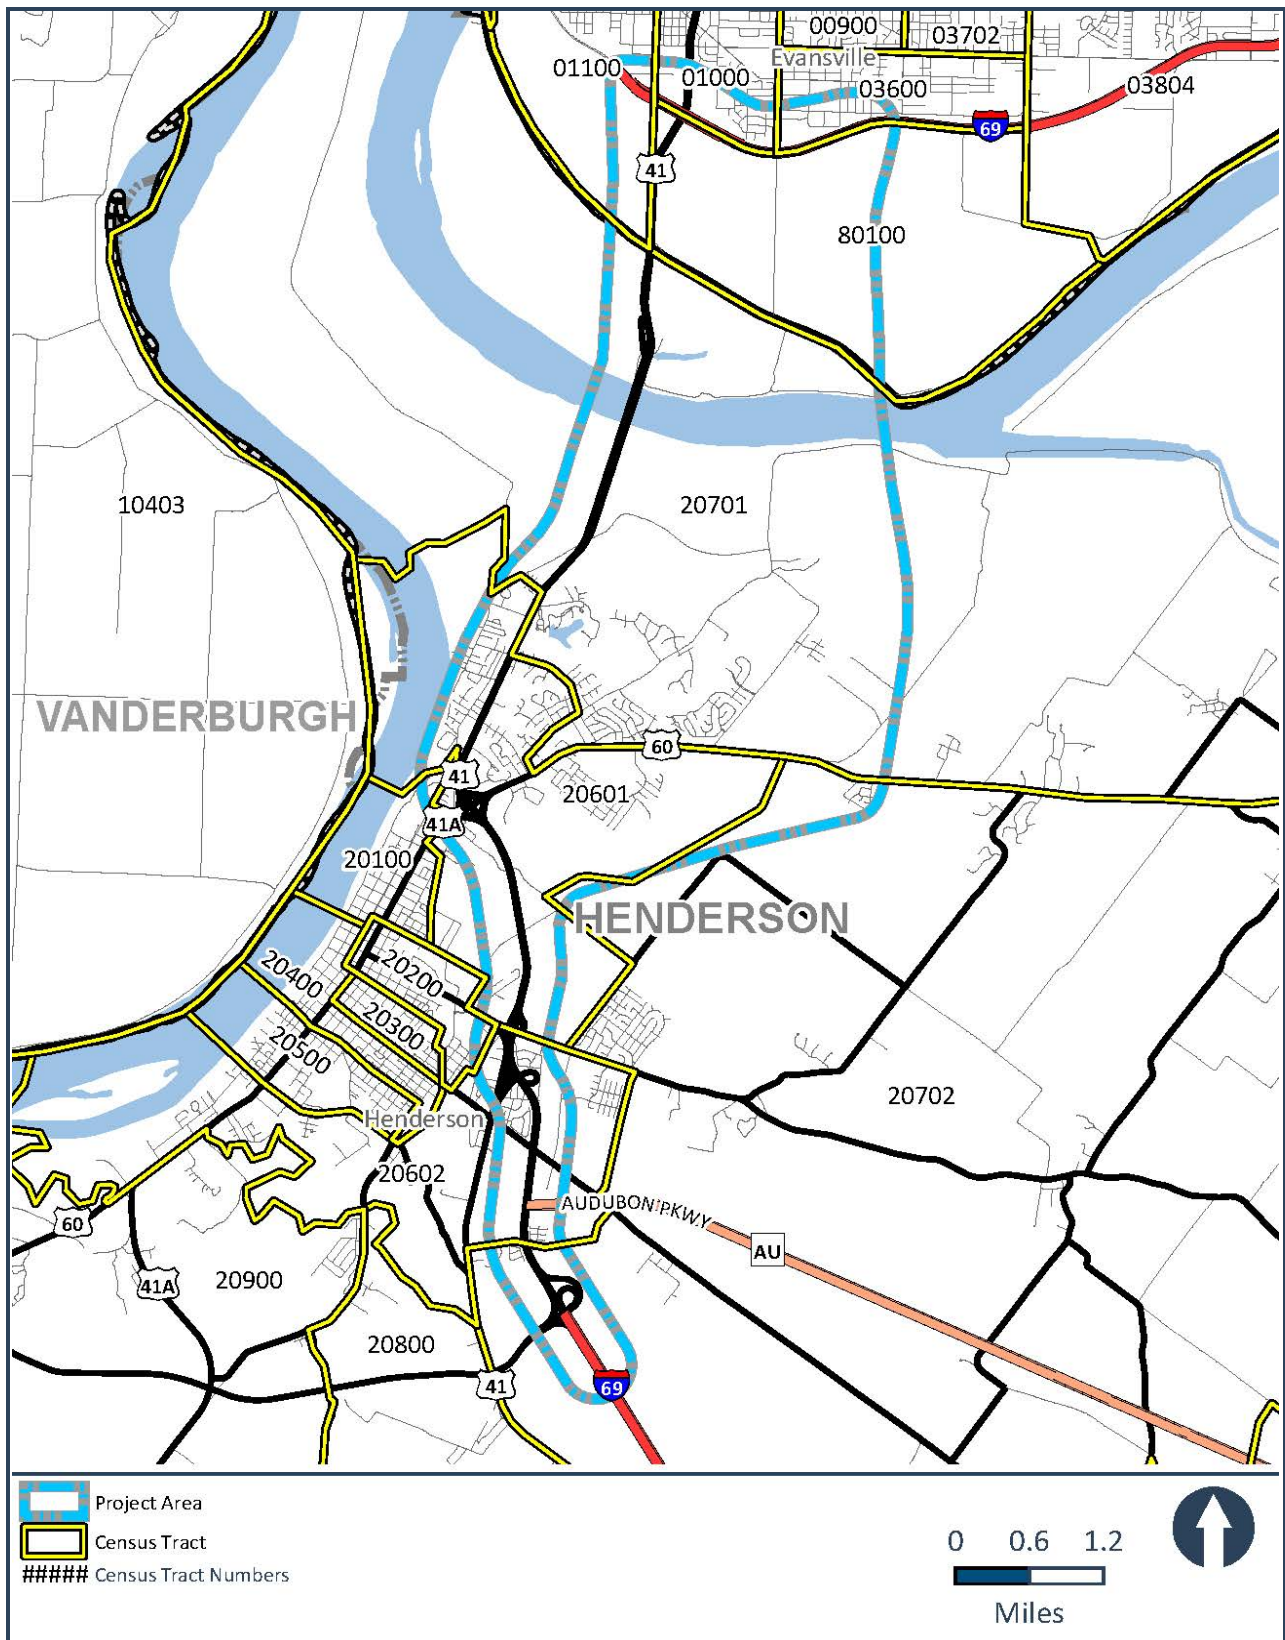 00900
03702
Evansville
01100
01000
03600
03804
69
41
80100
10403
20701
VANDERBURGH
60
41
20601
41A
20100
HENDERSON
20400
20200
20300
20500
20702
Henderson
20602
AUDUBON PKWY
60
AU
41A
20900
20800
41
69
Project Area
Census Tract
##### Census Tract Numbers
0 0.6 1.2
Miles